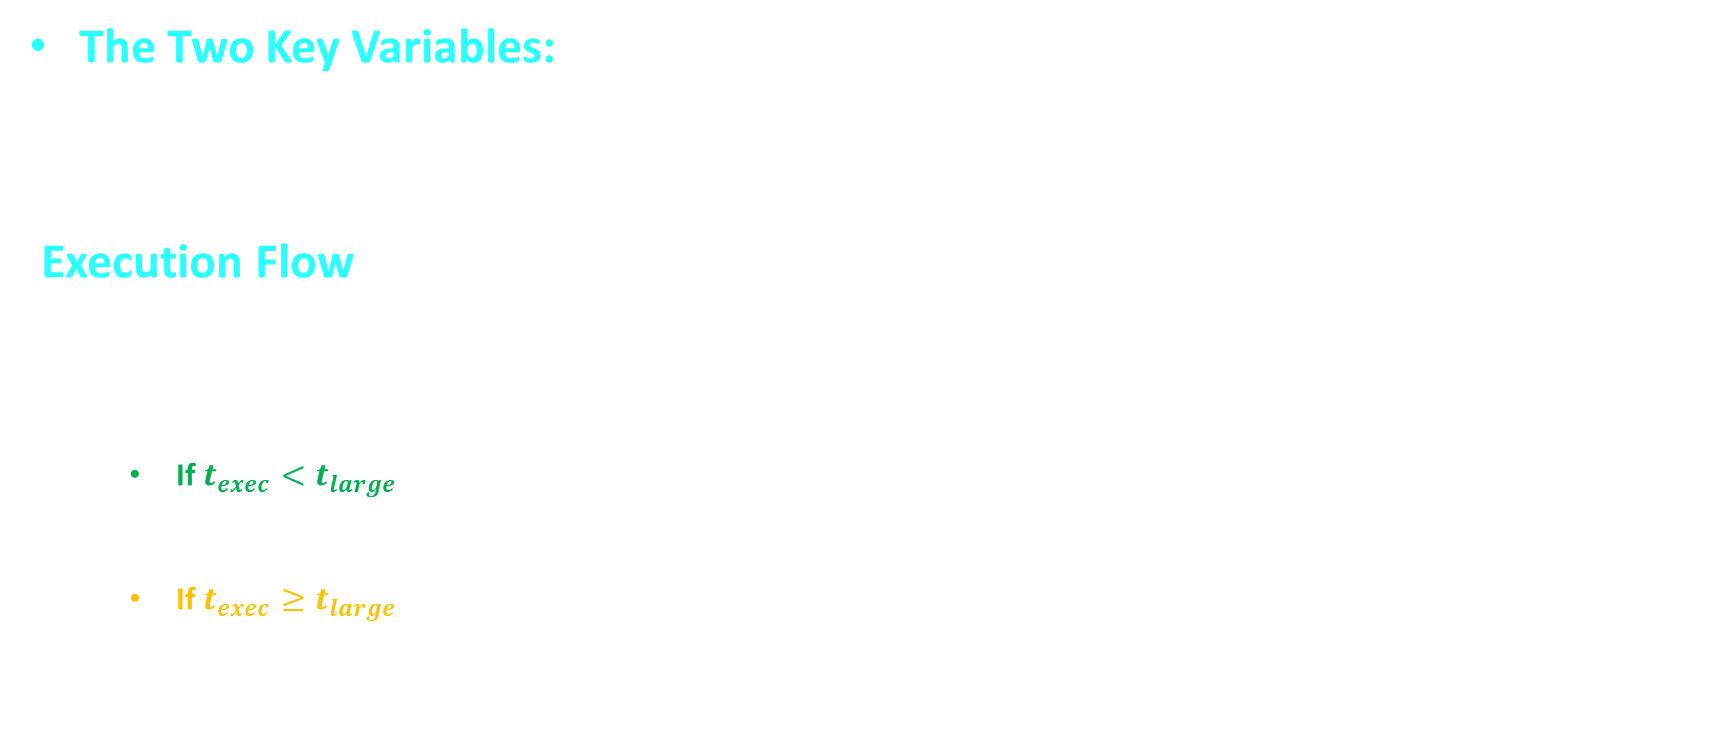 • The Two Key Variables:
Execution Flow
• If t_exec < t_large
• If t_exec ≥ t_large